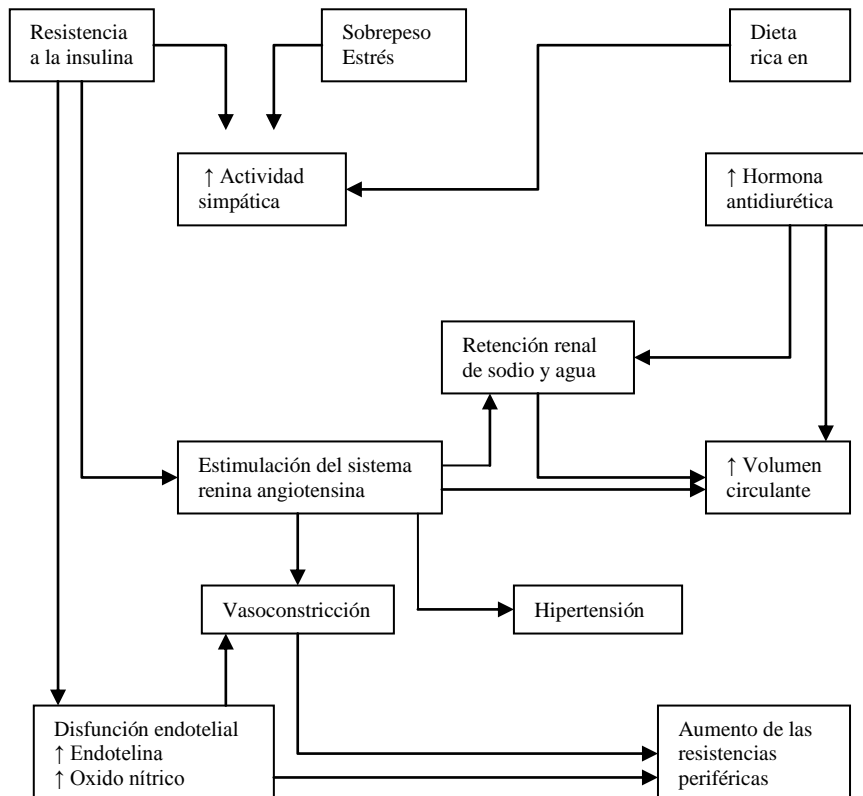 Resistencia
a la insulina
Sobrepeso
Estrés
Dieta
rica en
↑ Actividad
simpática
↑ Hormona
antidiurética
Retención renal
de sodio y agua
Estimulación del sistema
renina angiotensina
↑ Volumen
circulante
Vasoconstricción
Hipertensión
Disfunción endotelial
↑ Endotelina
↑ Oxido nítrico
Aumento de las
resistencias
periféricas